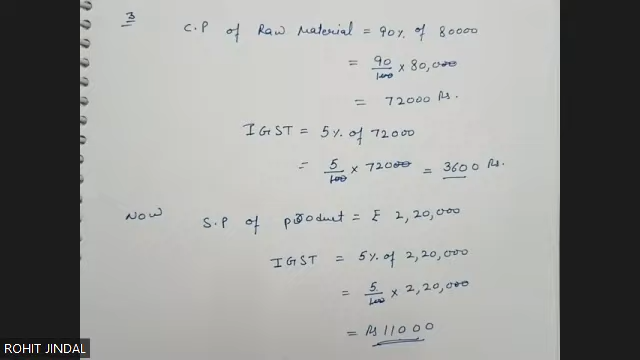 3
C.P of Raw Material = 90% of 80000
= 90/100 x 80,000
= 72000 Rs.
IGST = 5% of 72000
= 5/100 x 72000 = 3600 Rs.
NOW
S.P of product = ₹ 2,20,000
IGST = 5% of 2,20,000
= 5/100 x 2,20,000
= Rs 11000
ROHIT JINDAL